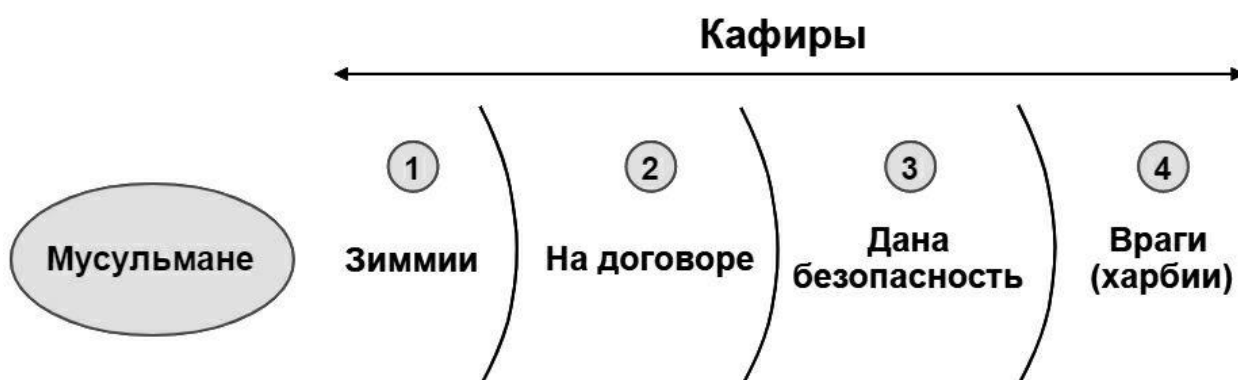 Кафиры
1
2
3
4
Мусульмане
Зиммии
На договоре
Дана
безопасность
Враги
(харбии)